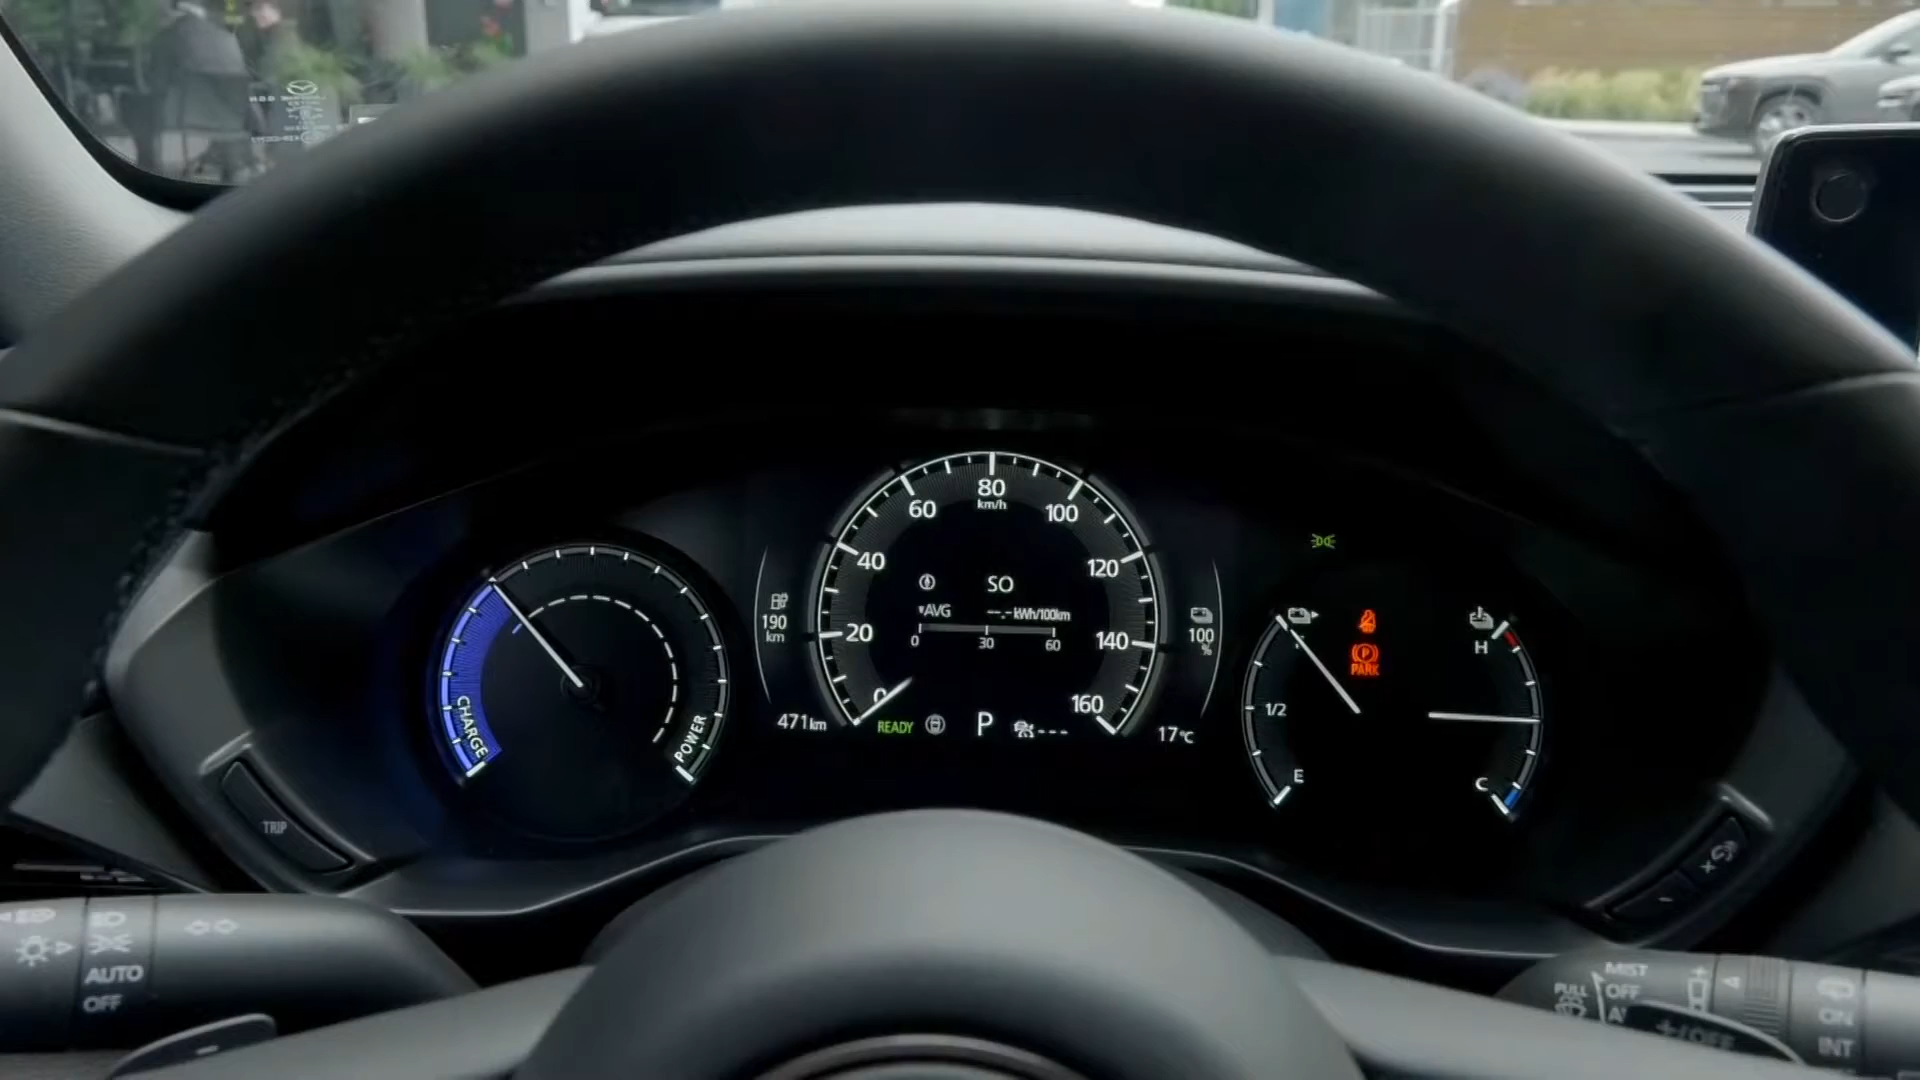 80
km/h
60
100
40
120
SO
AVG
--.- kWh/100km
190
km
100
%
20
140
0
30
60
H
0
160
1/2
CHARGE
POWER
471km
READY
P
---
17°C
PARK
E
C
TRIP
AUTO
OFF
MIST
PULL
OFF
+/OFF
ON
INT